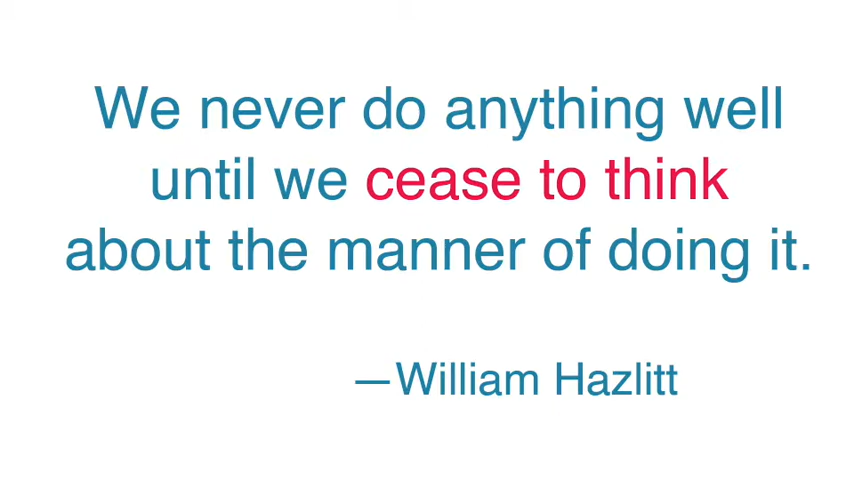 We never do anything well
until we cease to think
about the manner of doing it.
—William Hazlitt